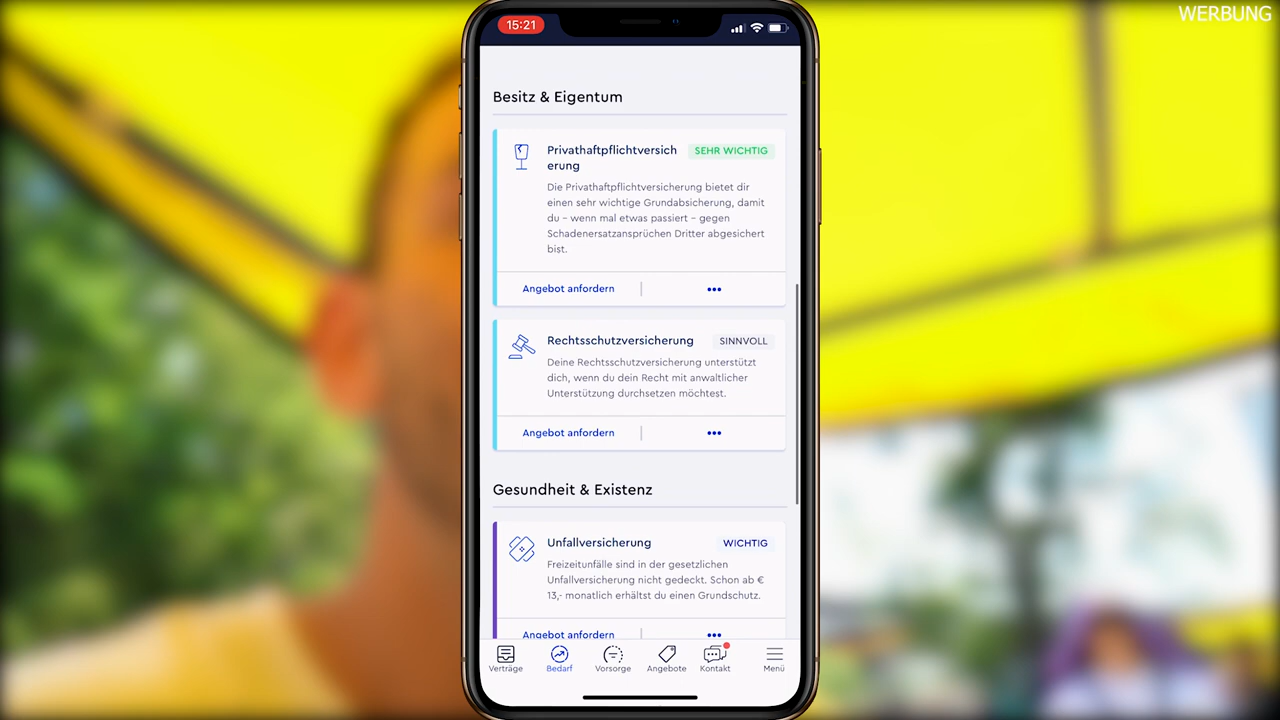 WERBUNG
15:21
Besitz & Eigentum
Privathaftpflichtversich
erung
SEHR WICHTIG
Die Privathaftpflichtversicherung bietet dir
einen sehr wichtige Grundabsicherung, damit
du – wenn mal etwas passiert – gegen
Schadenersatzansprüchen Dritter abgesichert
bist.
Angebot anfordern
Rechtsschutzversicherung
SINNVOLL
Deine Rechtsschutzversicherung unterstützt
dich, wenn du dein Recht mit anwaltlicher
Unterstützung durchsetzen möchtest.
Angebot anfordern
Gesundheit & Existenz
Unfallversicherung
WICHTIG
Freizeitunfälle sind in der gesetzlichen
Unfallversicherung nicht gedeckt. Schon ab €
13,- monatlich erhältst du einen Grundschutz.
Angebot anfordern
Verträge
Bedarf
Vorsorge
Angebote
Kontakt
Menü